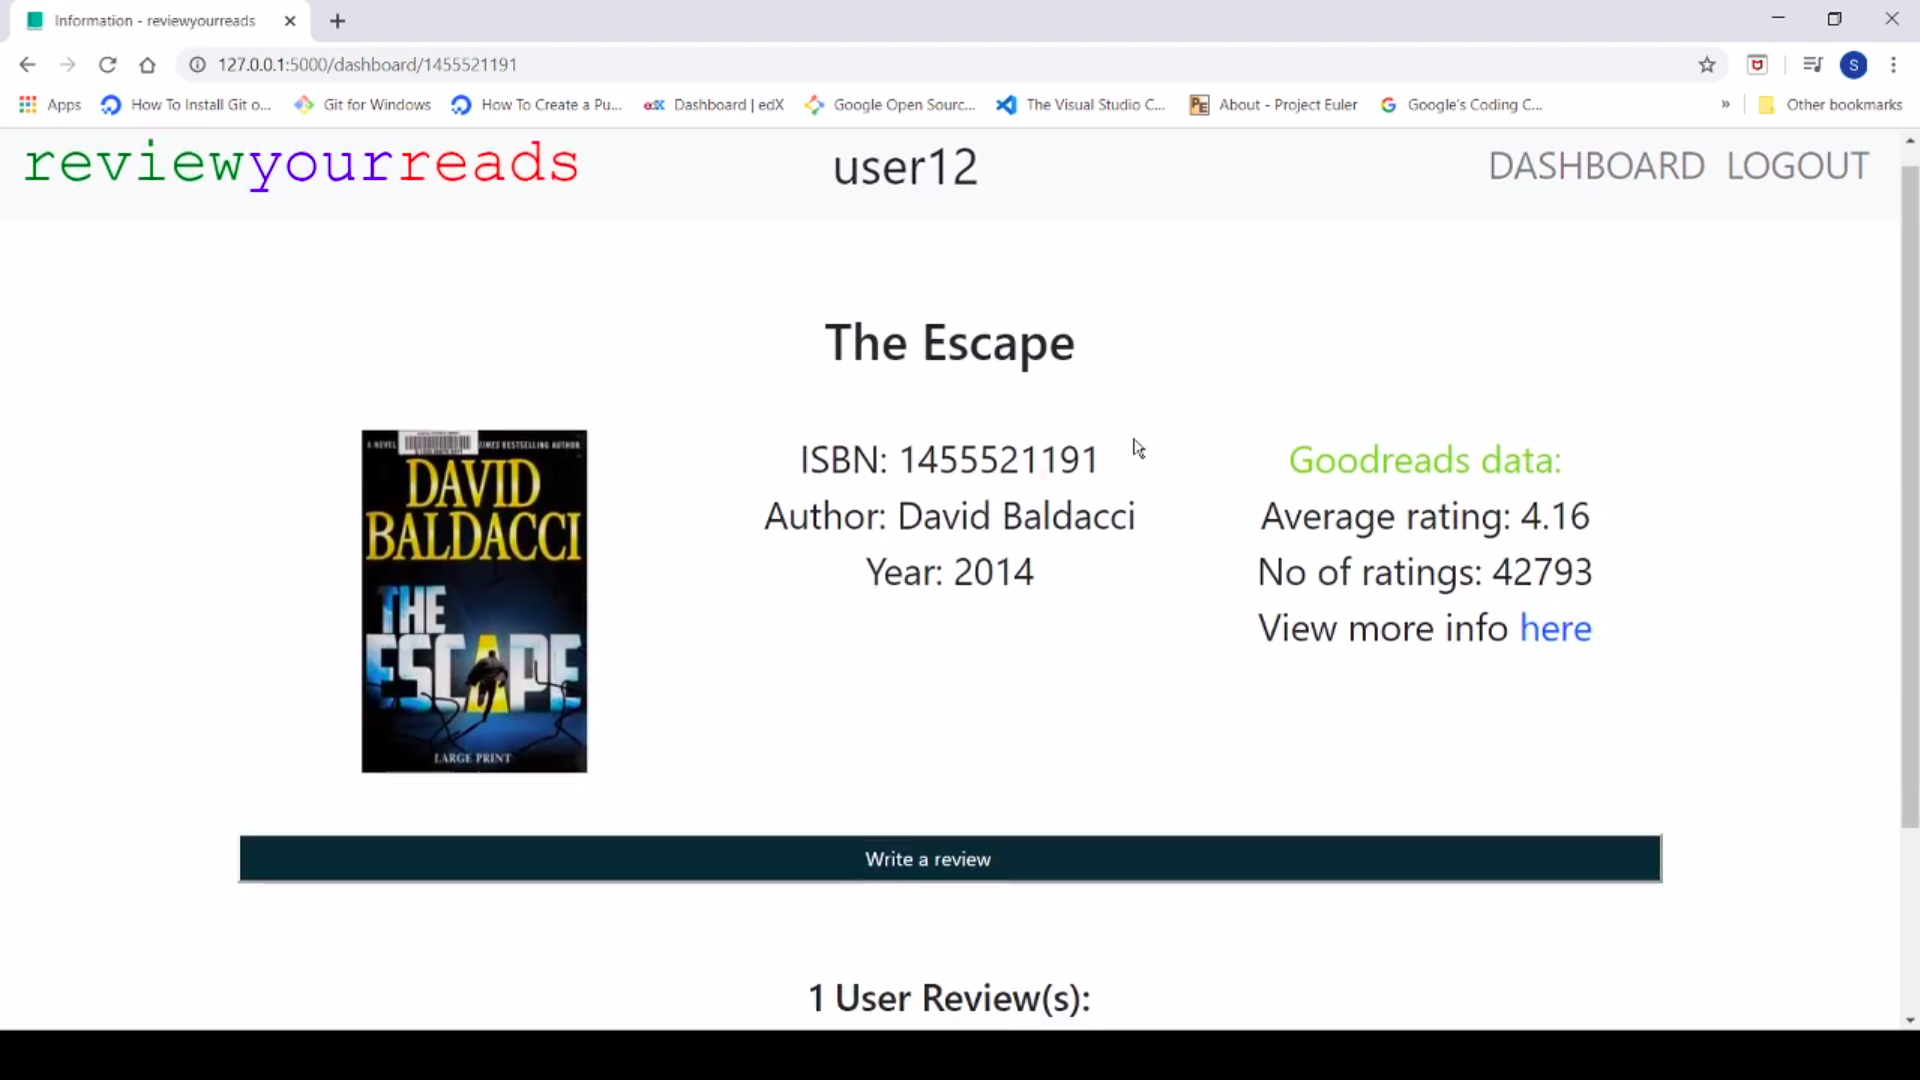 Information - reviewyourreads
127.0.0.1:5000/dashboard/1455521191
S
Apps How To Install Git o... Git for Windows How To Create a Pu... edX Dashboard | edX Google Open Sourc... The Visual Studio C... PE About - Project Euler G Google's Coding C... » Other bookmarks
reviewyourreads user12 DASHBOARD LOGOUT
The Escape
A NOVEL TIMES BESTSELLING AUTHOR
DAVID
BALDACCI
THE
ESCAPE
LARGE PRINT
ISBN: 1455521191
Author: David Baldacci
Year: 2014
Goodreads data:
Average rating: 4.16
No of ratings: 42793
View more info here
Write a review
1 User Review(s):